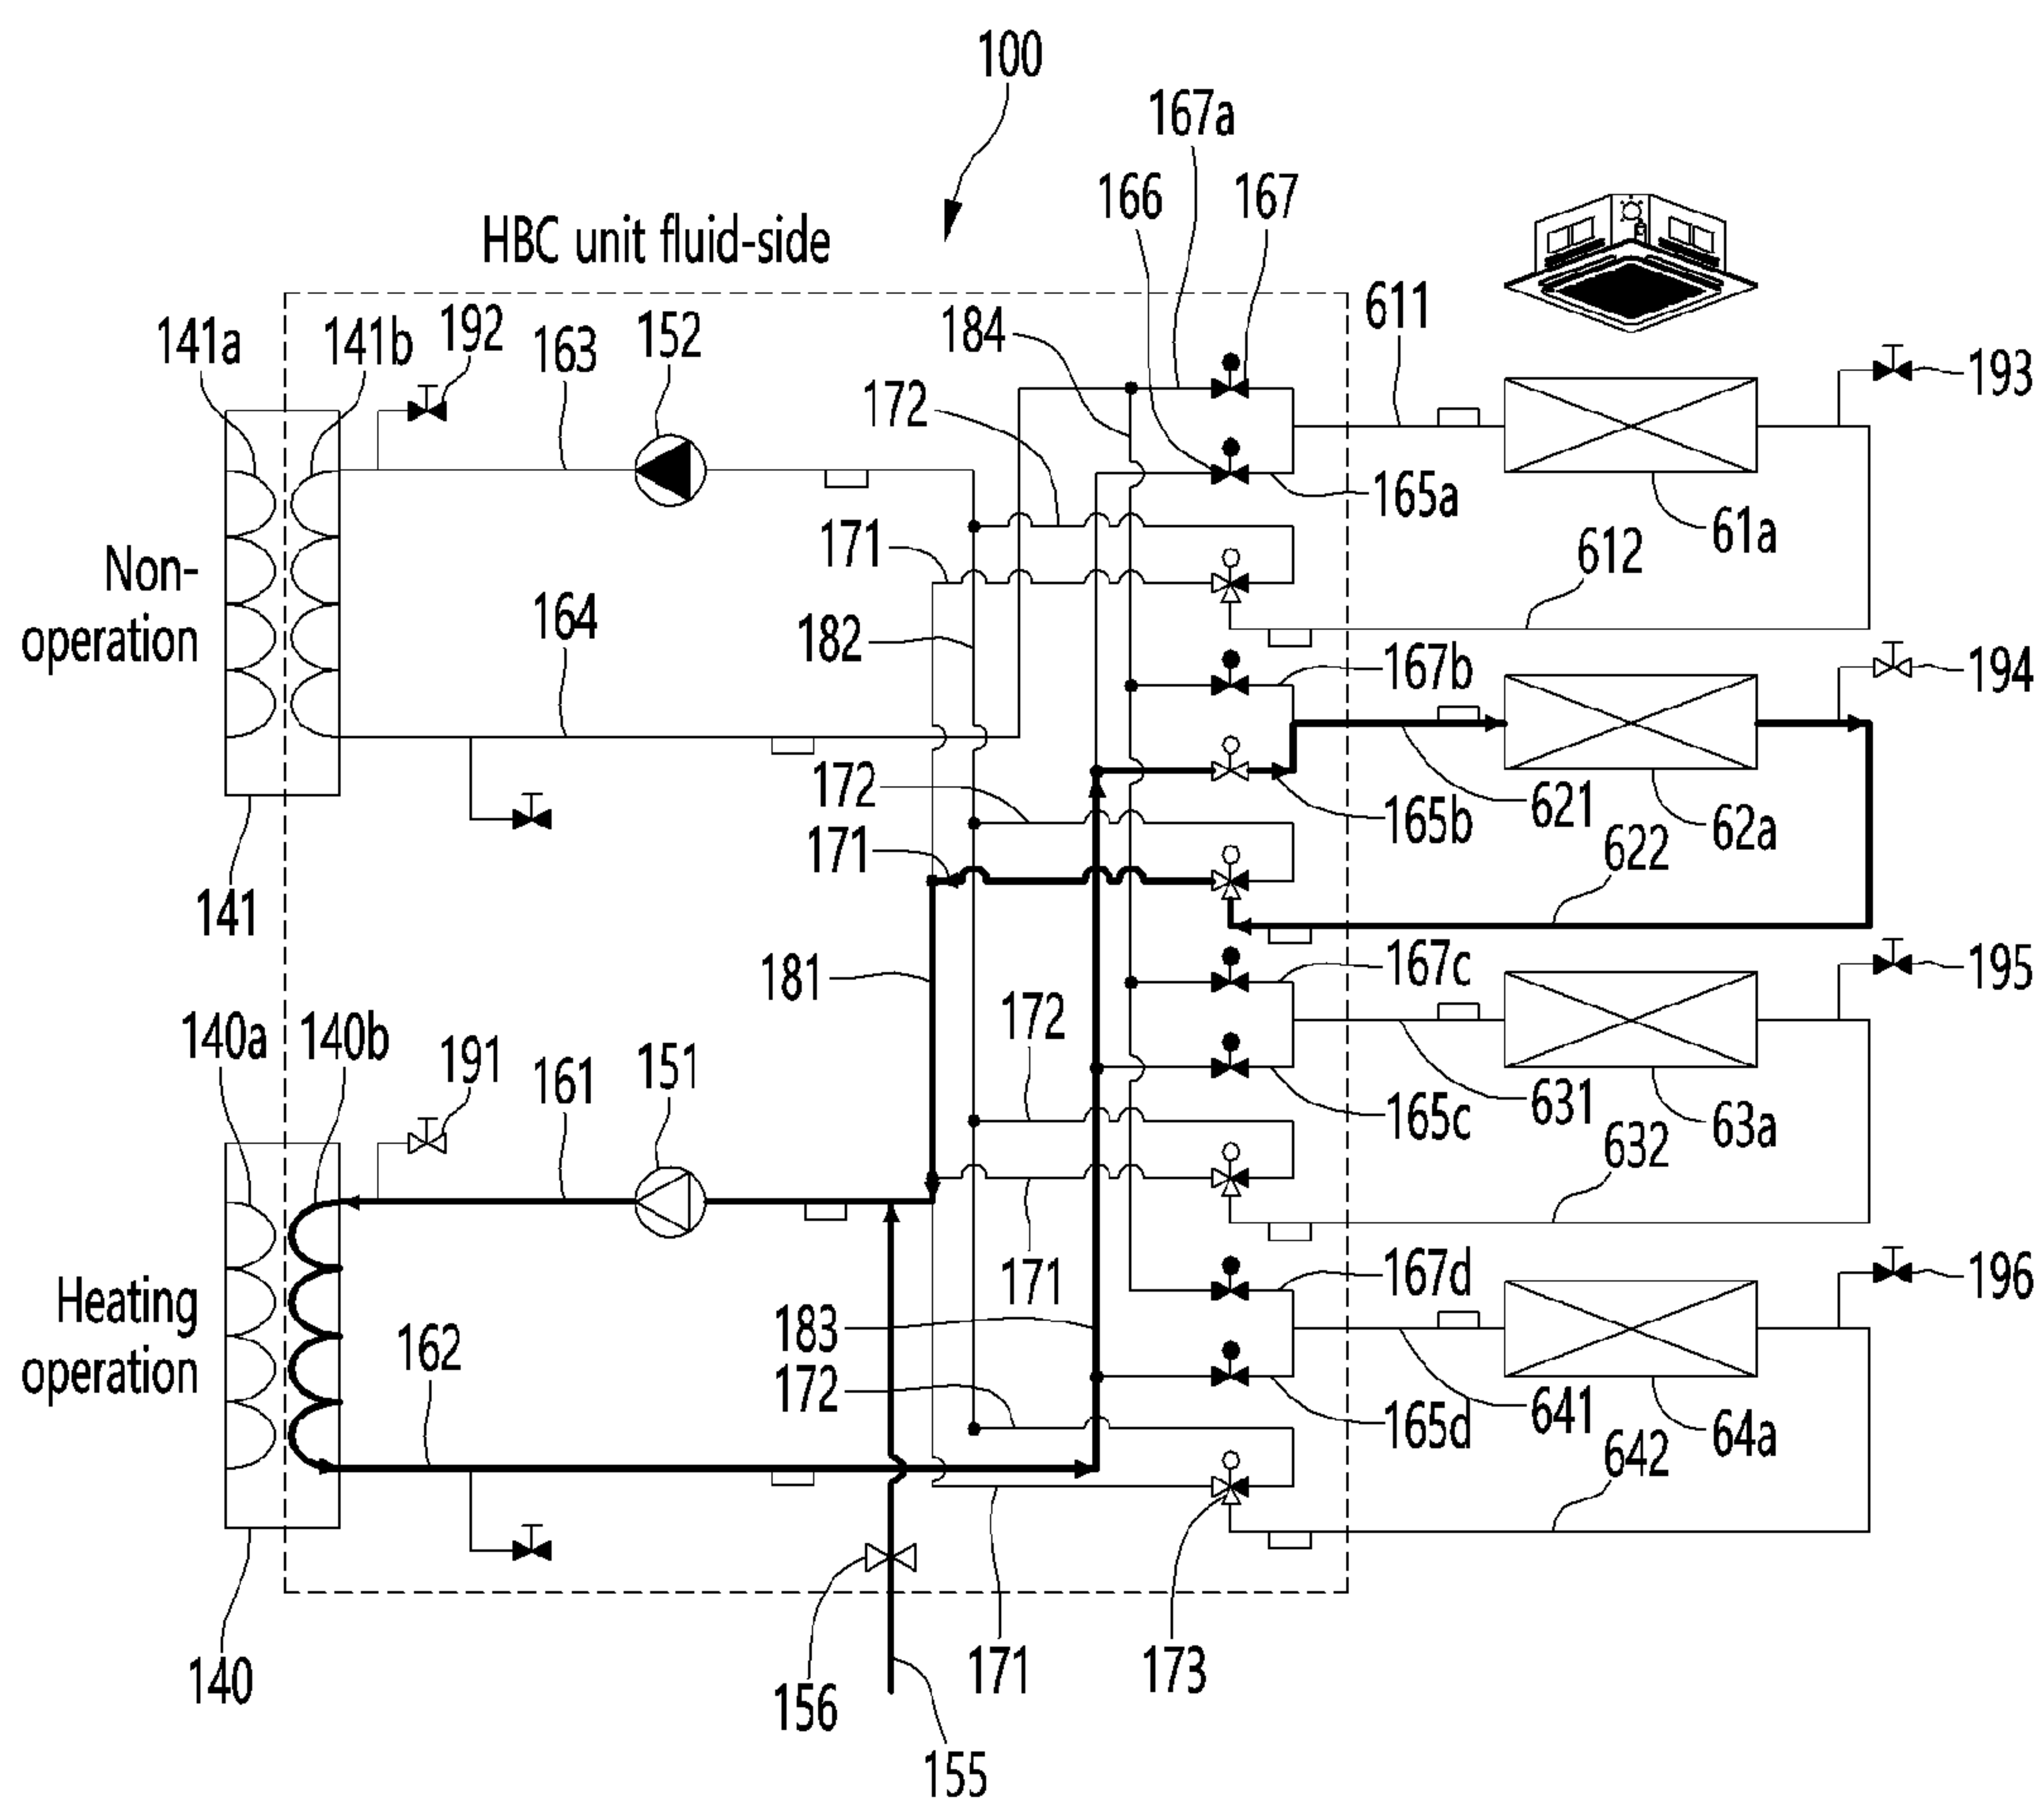 100
167a
166
167
HBC unit fluid-side
184
611
141a
141b
192
163
152
172
193
165a
61a
171
612
Non-
operation
164
182
167b
194
172
165b
621
62a
171
622
141
181
167c
195
172
140a
140b
191
161
151
631
165c
63a
632
171
167d
196
Heating
operation
162
183
172
641
165d
64a
642
140
156
171
173
155